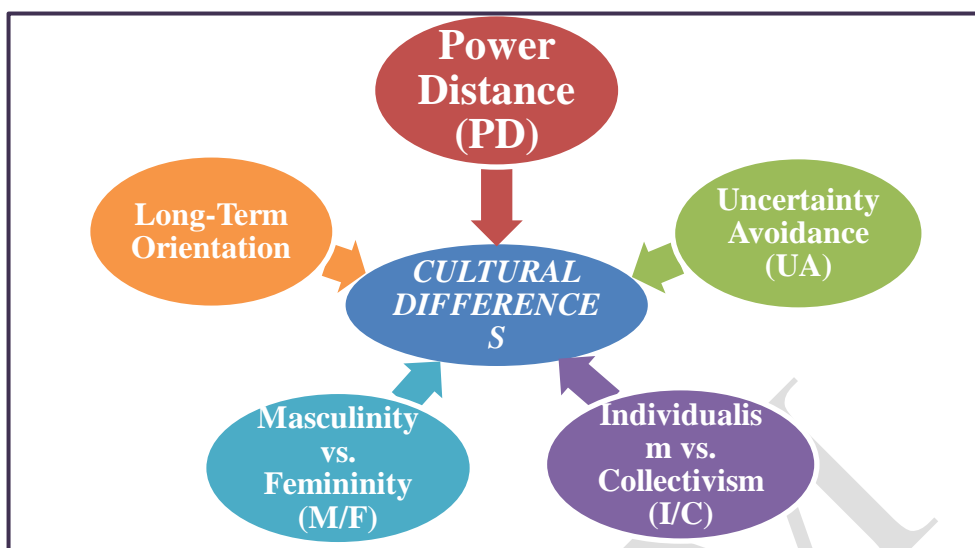 Power
Distance
(PD)
Long-Term
Orientation
Uncertainty
Avoidance
(UA)
CULTURAL
DIFFERENCE
S
Masculinity
vs.
Femininity
(M/F)
Individualis
m vs.
Collectivism
(I/C)